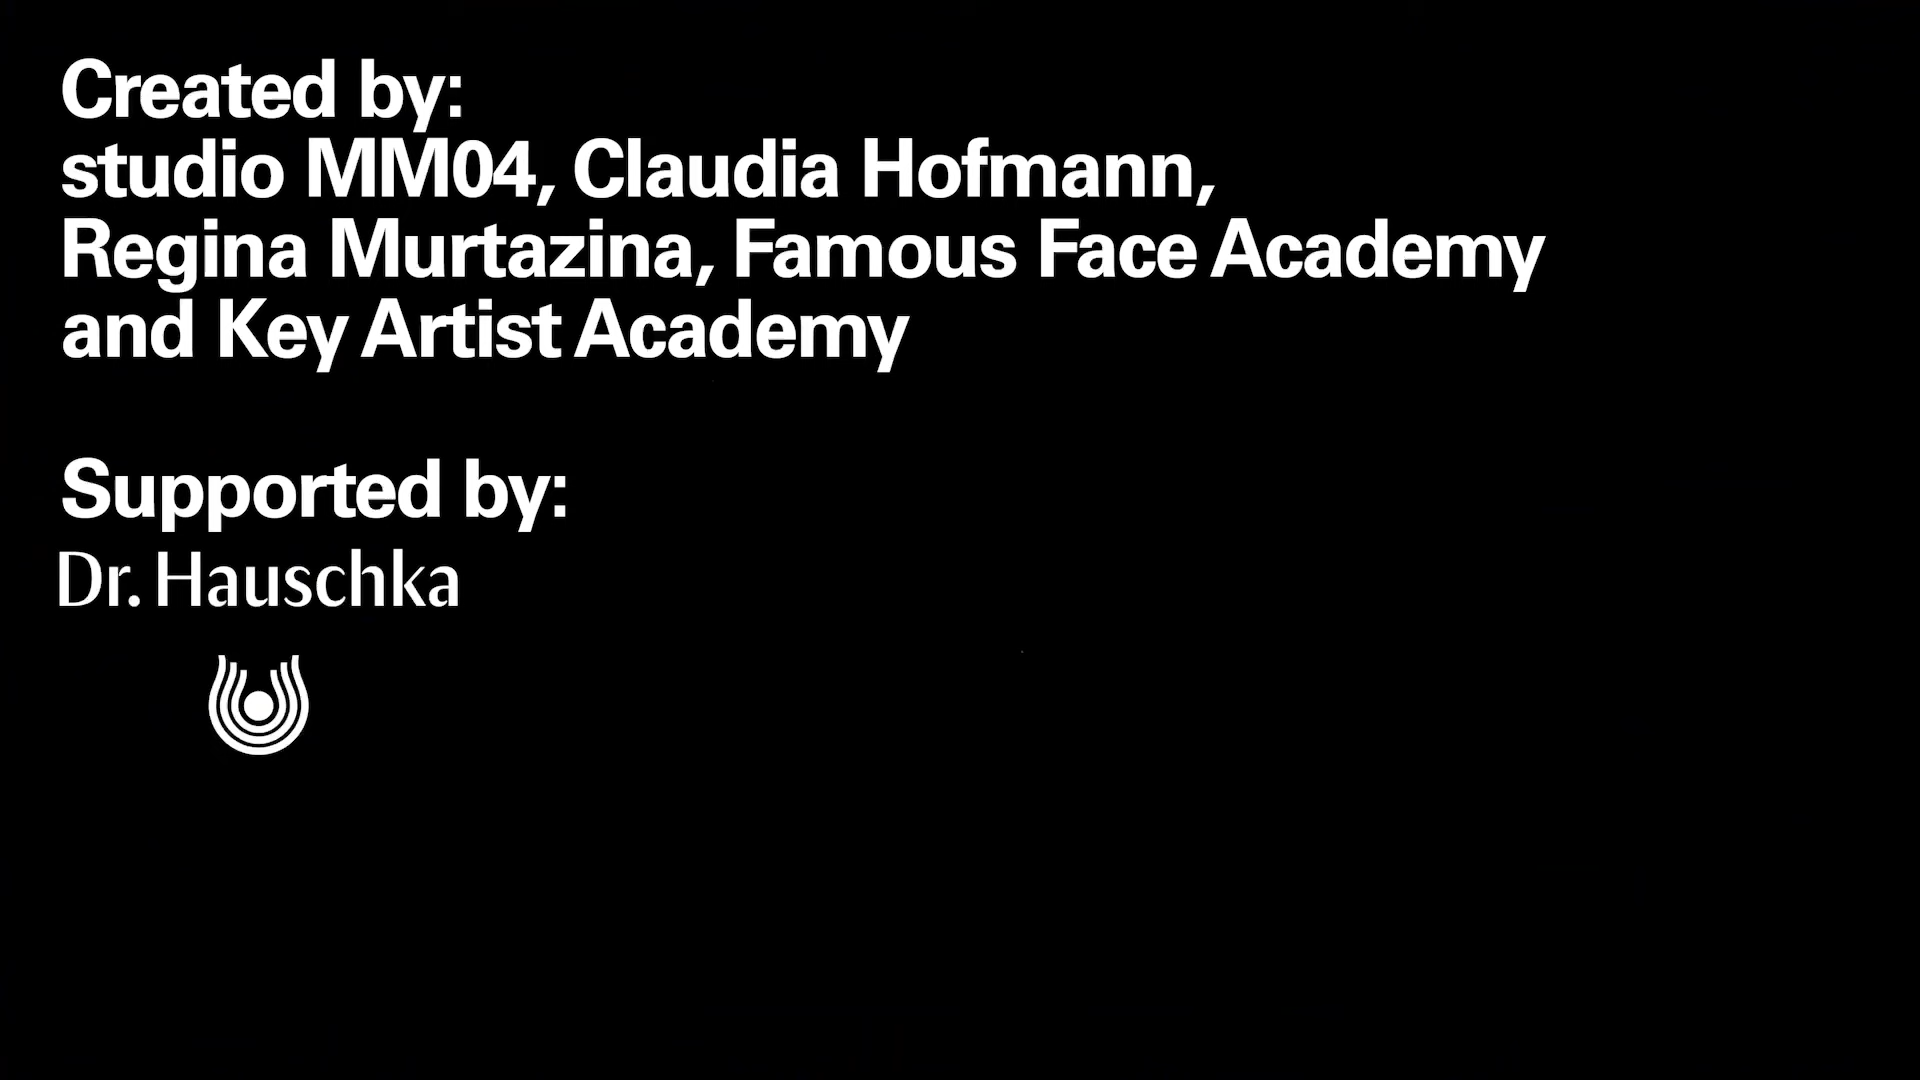 Created by:
studio MM04, Claudia Hofmann,
Regina Murtazina, Famous Face Academy
and Key Artist Academy
Supported by:
Dr. Hauschka